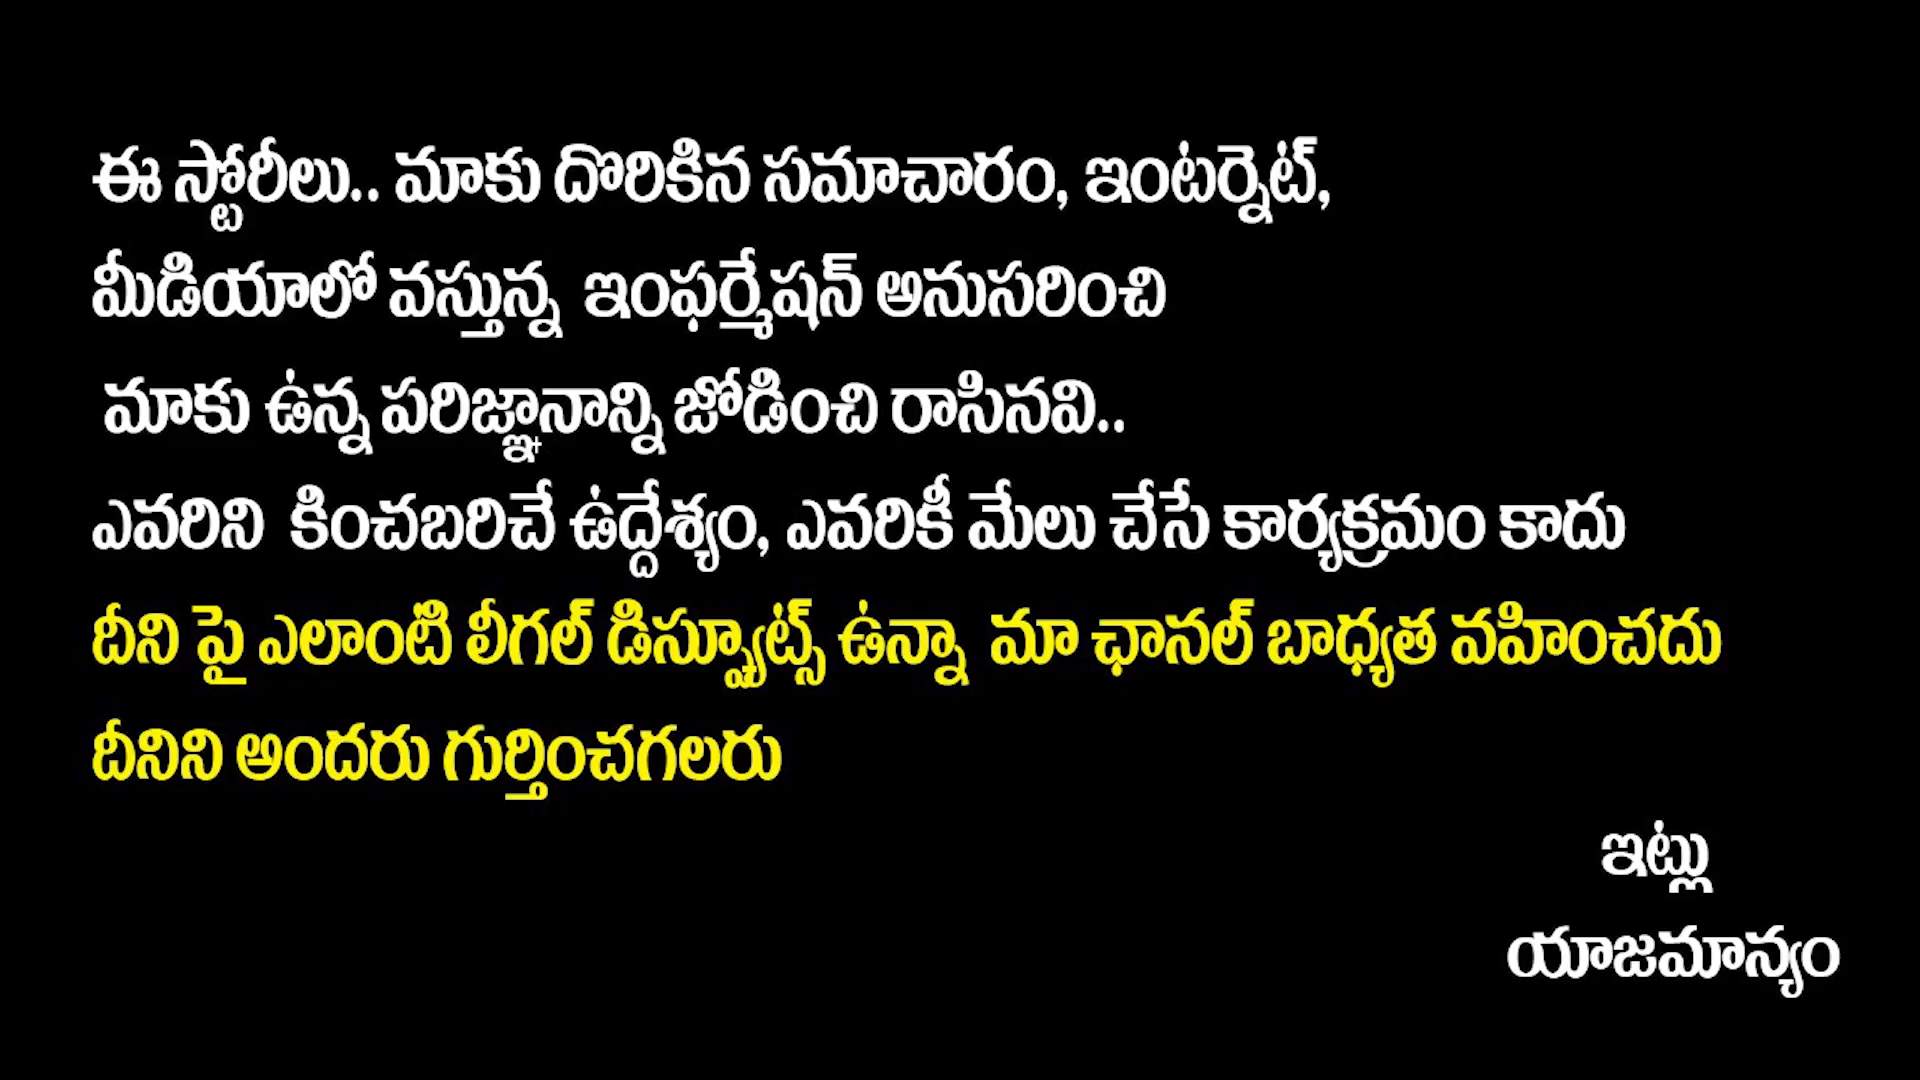 ఈ స్టోరీలు.. మాకు దొరికిన సమాచారం, ఇంటర్నెట్,
మీడియాలో వస్తున్న ఇంఫర్మేషన్ అనుసరించి
మాకు ఉన్న పరిజ్ఞానాన్ని జోడించి రాసినవి..
ఎవరిని కించబరిచే ఉద్దేశ్యం, ఎవరికీ మేలు చేసే కార్యక్రమం కాదు
దీని పై ఎలాంటి లీగల్ డిస్ప్యూట్స్ ఉన్నా మా ఛానల్ బాధ్యత వహించదు
దీనిని అందరు గుర్తించగలరు
ఇట్లు
యాజమాన్యం